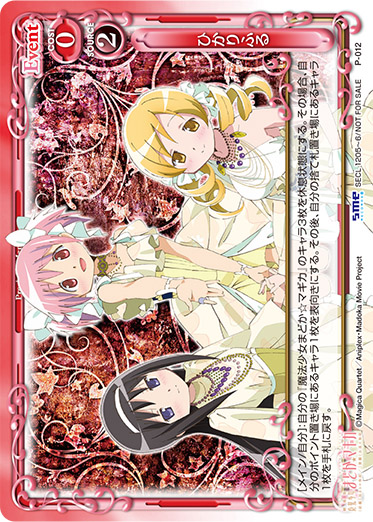 Event
COST
0
SOURCE
2
ひかりふる
[メイン/自分]:自分の『魔法少女まどか☆マギカ』のキャラ3枚を休息状態にする。その場合、自
分のポイント置き場にあるキャラ1枚を表向きにする。その後、自分の捨て札置き場にあるキャラ
1枚を手札に戻す。
©Magica Quartet／Aniplex・Madoka Movie Project
sme
SECL 1205~6/ NOT FOR SALE
P-012